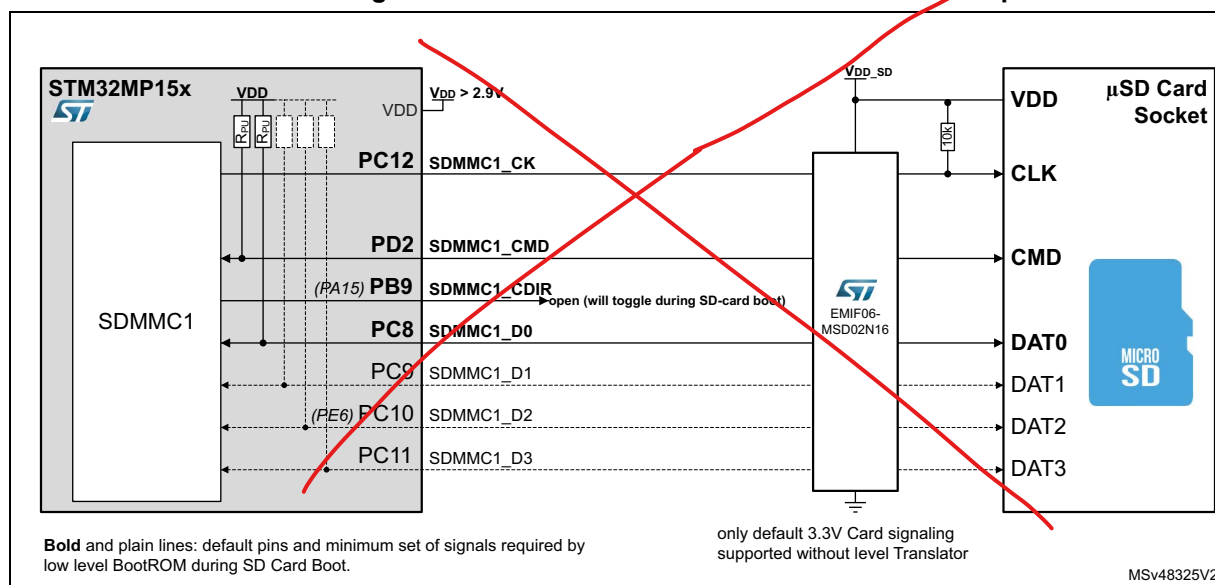 STM32MP15x
VDD
VDD > 2.9V
VDD
RPU
RPU
SDMMC1
PC12 SDMMC1_CK
PD2 SDMMC1_CMD
(PA15) PB9 SDMMC1_CDIR
open (will toggle during SD-card boot)
PC8 SDMMC1_D0
PC9 SDMMC1_D1
(PE6) PC10 SDMMC1_D2
PC11 SDMMC1_D3
VDD_SD
10k
EMIF06-
MSD02N16
µSD Card
Socket
VDD
CLK
CMD
DAT0
DAT1
DAT2
DAT3
MICRO
SD
Bold and plain lines: default pins and minimum set of signals required by
low level BootROM during SD Card Boot.
only default 3.3V Card signaling
supported without level Translator
MSv48325V2